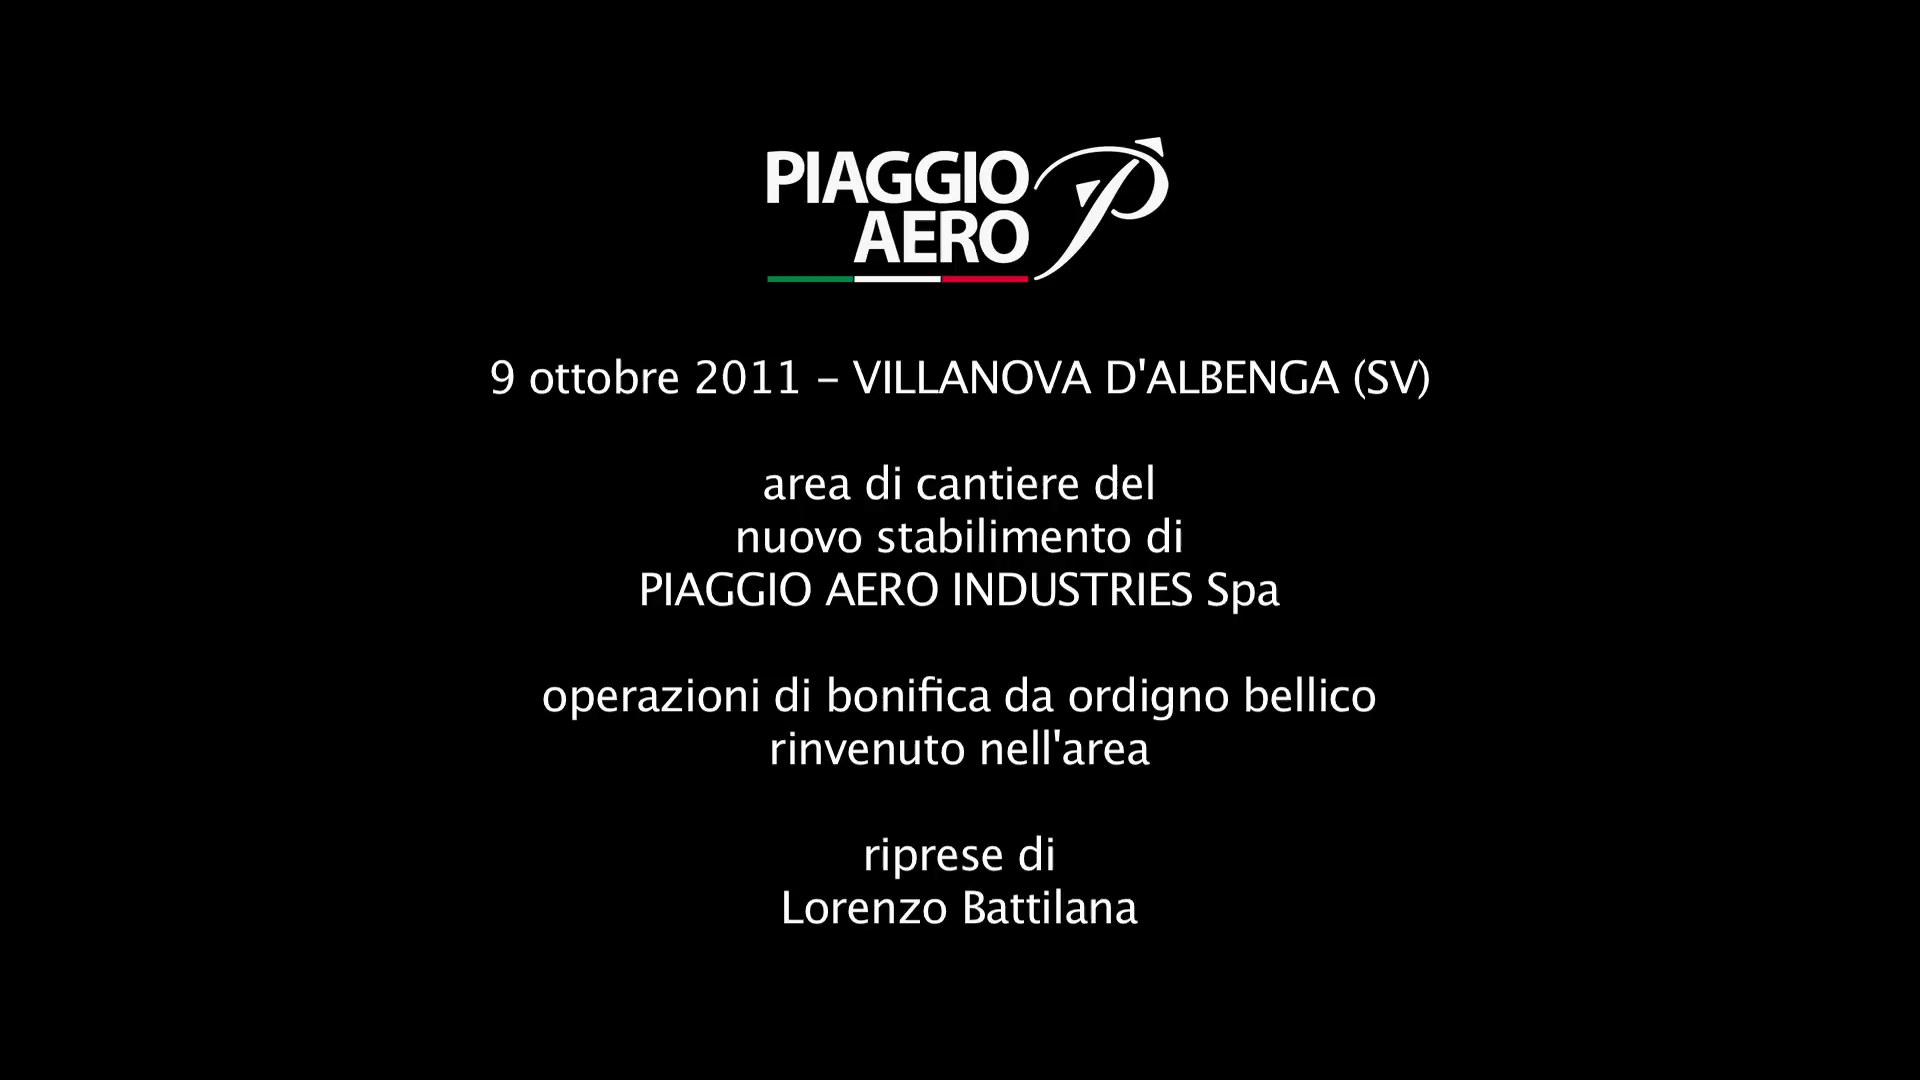 PIAGGIO
AERO
9 ottobre 2011 – VILLANOVA D'ALBENGA (SV)
area di cantiere del
nuovo stabilimento di
PIAGGIO AERO INDUSTRIES Spa
operazioni di bonifica da ordigno bellico
rinvenuto nell'area
riprese di
Lorenzo Battilana